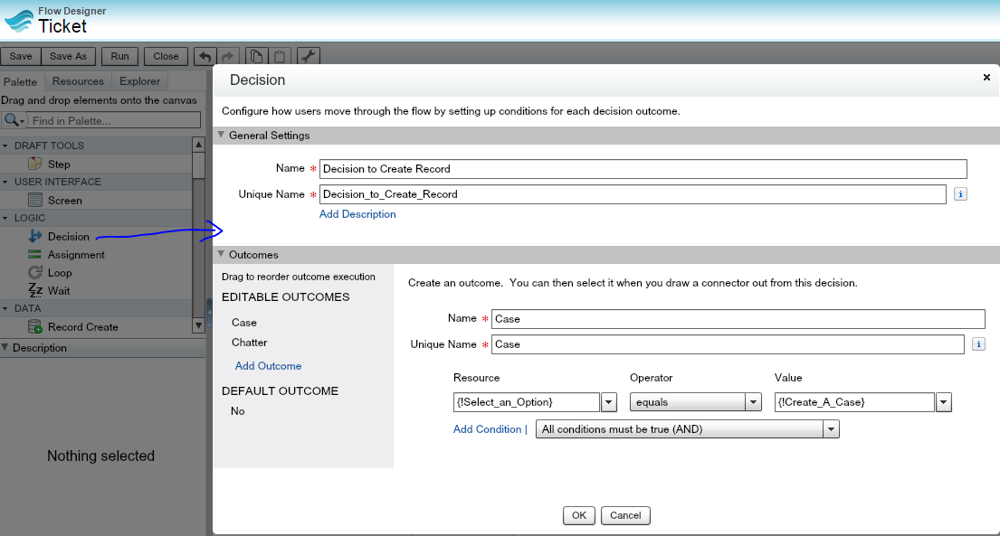 Flow Designer
Ticket
Save Save As Run Close
Palette Resources Explorer
Drag and drop elements onto the canvas
Find in Palette...
DRAFT TOOLS
Step
USER INTERFACE
Screen
LOGIC
Decision
Assignment
Loop
Wait
DATA
Record Create
Description
Nothing selected
Decision
×
Configure how users move through the flow by setting up conditions for each decision outcome.
General Settings
Name * Decision to Create Record
Unique Name * Decision_to_Create_Record i
Add Description
Outcomes
Drag to reorder outcome execution
EDITABLE OUTCOMES
Case
Chatter
Add Outcome
DEFAULT OUTCOME
No
Create an outcome. You can then select it when you draw a connector out from this decision.
Name * Case
Unique Name * Case i
Resource Operator Value
{!Select_an_Option} equals {!Create_A_Case}
Add Condition | All conditions must be true (AND)
OK Cancel